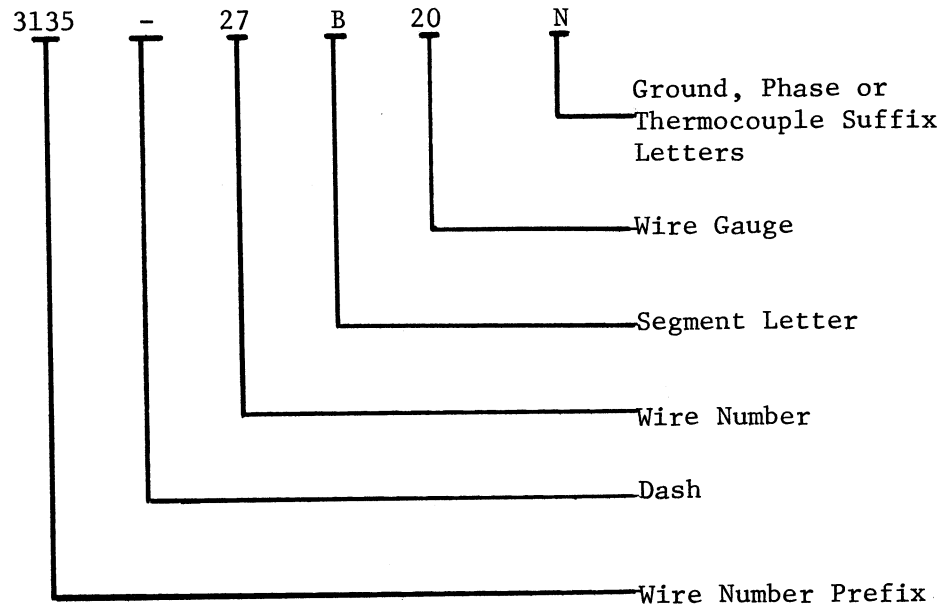 3135 - 27 B 20 N
Ground, Phase or
Thermocouple Suffix
Letters
Wire Gauge
Segment Letter
Wire Number
Dash
Wire Number Prefix